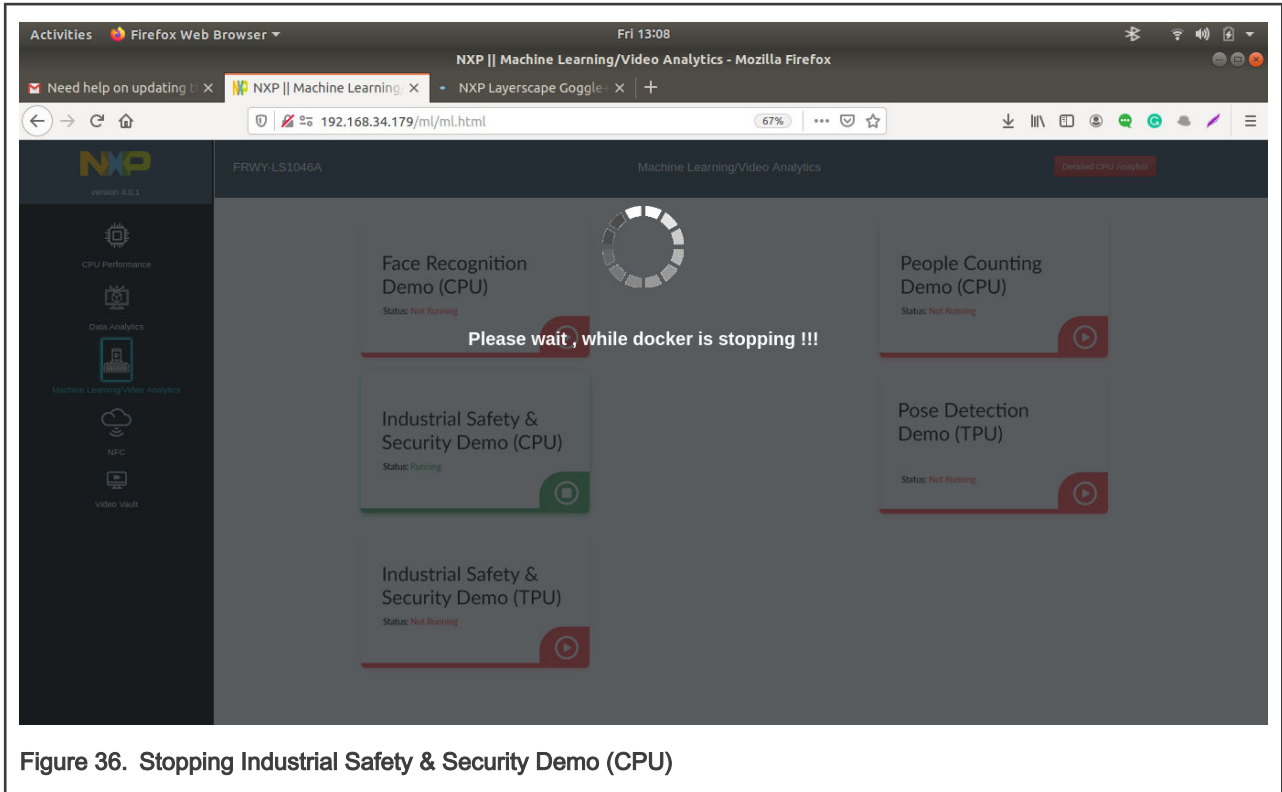 Activities Firefox Web Browser Fri 13:08
NXP || Machine Learning/Video Analytics - Mozilla Firefox
Need help on updating t
NXP || Machine Learning/
NXP Layerscape Goggle
192.168.34.179/ml/ml.html 67%
NXP
version 4.0.1
FRWY-LS1046A
Machine Learning/Video Analytics
Detailed CPU Anaylsis
CPU Performance
Data Analytics
Machine Learning/Video Analytics
NFC
Video Vault
Face Recognition
Demo (CPU)
Status: Not Running
People Counting
Demo (CPU)
Status: Not Running
Please wait , while docker is stopping !!!
Industrial Safety &
Security Demo (CPU)
Status: Running
Pose Detection
Demo (TPU)
Status: Not Running
Industrial Safety &
Security Demo (TPU)
Status: Not Running
Figure 36. Stopping Industrial Safety & Security Demo (CPU)